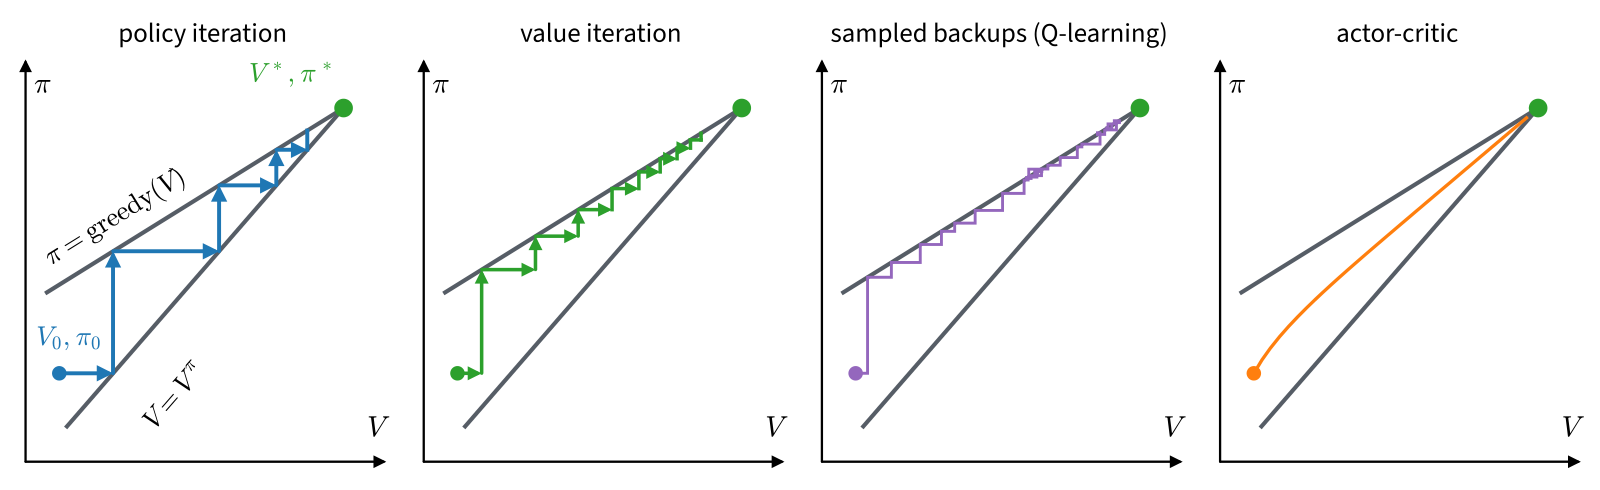 policy iteration
π
V*, π*
π = greedy(V)
V₀, π₀
V = V^π
V
value iteration
π
V
sampled backups (Q-learning)
π
V
actor-critic
π
V